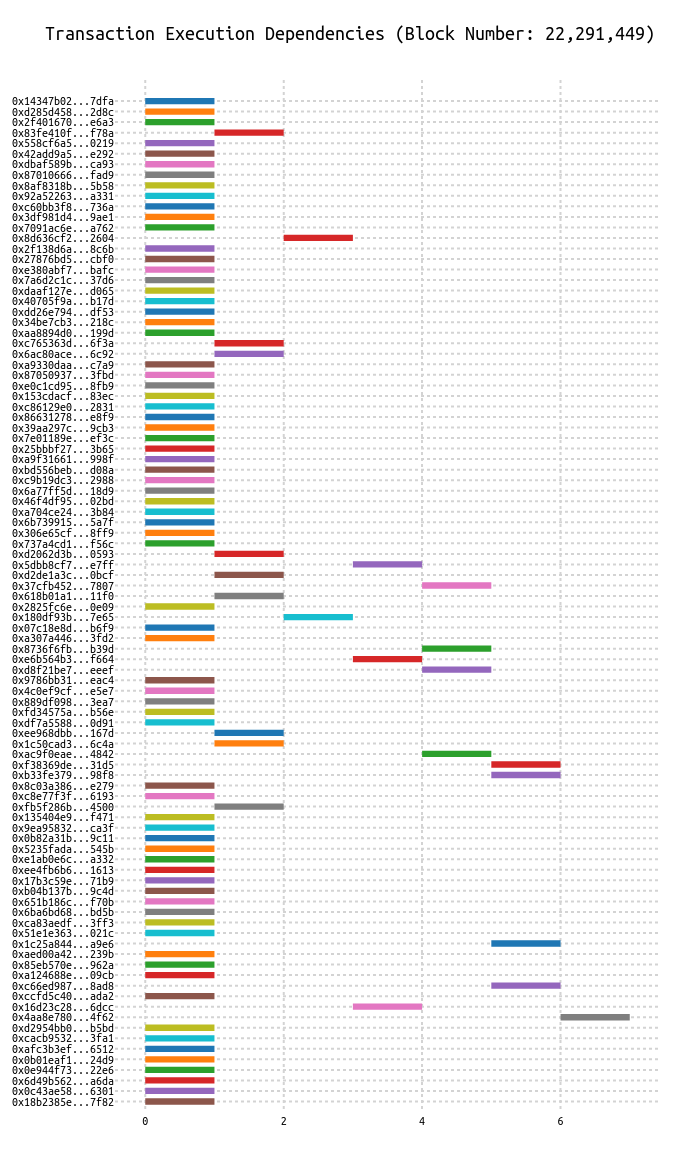 Transaction Execution Dependencies (Block Number: 22,291,449)
0x14347b02...7dfa
0xd285d458...2d8c
0x2f401670...e6a3
0x83fe410f...f78a
0x558cf6a5...0219
0x42add9a5...e292
0xdbaf589b...ca93
0x87010666...fad9
0x8af8318b...5b58
0x92a52263...a331
0xc60bb3f8...736a
0x3df981d4...9ae1
0x7091ac6e...a762
0x8d636cf2...2604
0x2f138d6a...8c6b
0x27876bd5...cbf0
0xe380abf7...bafc
0x7a6d2c1c...37d6
0xdaaf127e...d065
0x40705f9a...b17d
0xdd26e794...df53
0x34be7cb3...218c
0xaa8894d0...199d
0xc765363d...6f3a
0x6ac80ace...6c92
0xa9330daa...c7a9
0x87050937...3fbd
0xe0c1cd95...8fb9
0x153cdacf...83ec
0xc86129e0...2831
0x86631278...e8f9
0x39aa297c...9cb3
0x7e01189e...ef3c
0x25bbbf27...3b65
0xa9f31661...998f
0xbd556beb...d08a
0xc9b19dc3...2988
0x6a77ff5d...18d9
0x46f4df95...02bd
0xa704ce24...3b84
0x6b739915...5a7f
0x306e65cf...8ff9
0x737a4cd1...f56c
0xd2062d3b...0593
0x5dbb8cf7...e7ff
0xd2de1a3c...0bcf
0x37cfb452...7807
0x618b01a1...11f0
0x2825fc6e...0e09
0x180df93b...7e65
0x07c18e8d...b6f9
0xa307a446...3fd2
0x8736f6fb...b39d
0xe6b564b3...f664
0xd8f21be7...eeef
0x9786bb31...eac4
0x4c0ef9cf...e5e7
0x889df098...3ea7
0xfd34575a...b56e
0xdf7a5588...0d91
0xee968dbb...167d
0x1c50cad3...6c4a
0xac9f0eae...4842
0xf38369de...31d5
0xb33fe379...98f8
0x8c03a386...e279
0xc8e77f3f...6193
0xfb5f286b...4500
0x135404e9...f471
0x9ea95832...ca3f
0x0b82a31b...9c11
0x5235fada...545b
0xe1ab0e6c...a332
0xee4fb6b6...1613
0x17b3c59e...71b9
0xb04b137b...9c4d
0x651b186c...f70b
0x6ba6bd68...bd5b
0xca83aedf...3ff3
0x51e1e363...021c
0x1c25a844...a9e6
0xaed00a42...239b
0x85eb570e...962a
0xa124688e...09cb
0xc66ed987...8ad8
0xccfd5c40...ada2
0x16d23c28...6dcc
0x4aa8e780...4f62
0xd2954bb0...b5bd
0xcacb9532...3fa1
0xafc3b3ef...6512
0x0b01eaf1...24d9
0x0e944f73...22e6
0x6d49b562...a6da
0x0c43ae58...6301
0x18b2385e...7f82
0 2 4 6